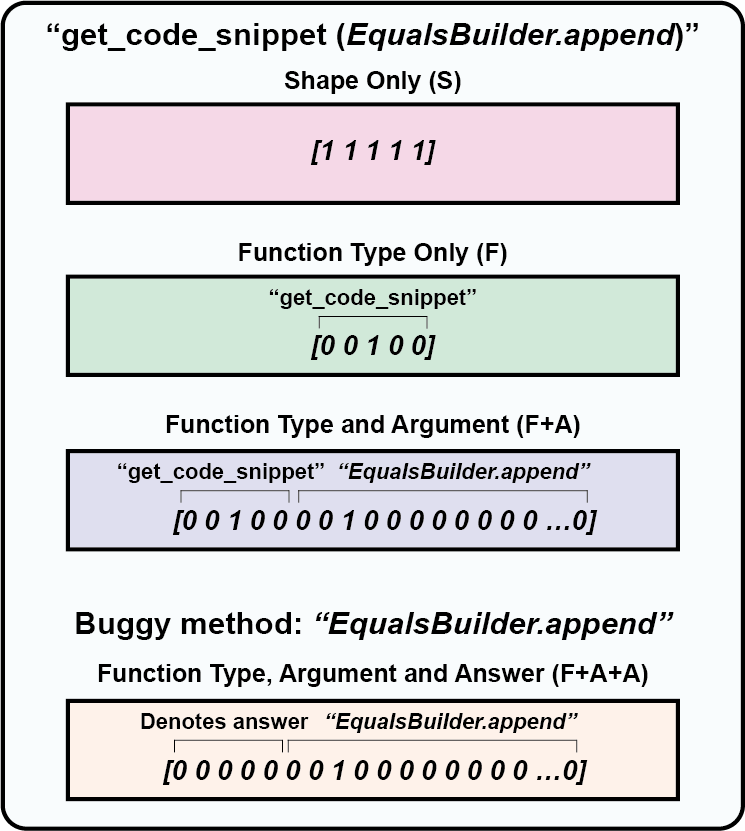 “get_code_snippet (EqualsBuilder.append)”
Shape Only (S)
[1 1 1 1 1]
Function Type Only (F)
“get_code_snippet”
[0 0 1 0 0]
Function Type and Argument (F+A)
“get_code_snippet” “EqualsBuilder.append”
[0 0 1 0 0 0 0 1 0 0 0 0 0 0 0 0 ...0]
Buggy method: “EqualsBuilder.append”
Function Type, Argument and Answer (F+A+A)
Denotes answer “EqualsBuilder.append”
[0 0 0 0 0 0 0 1 0 0 0 0 0 0 0 0 ...0]